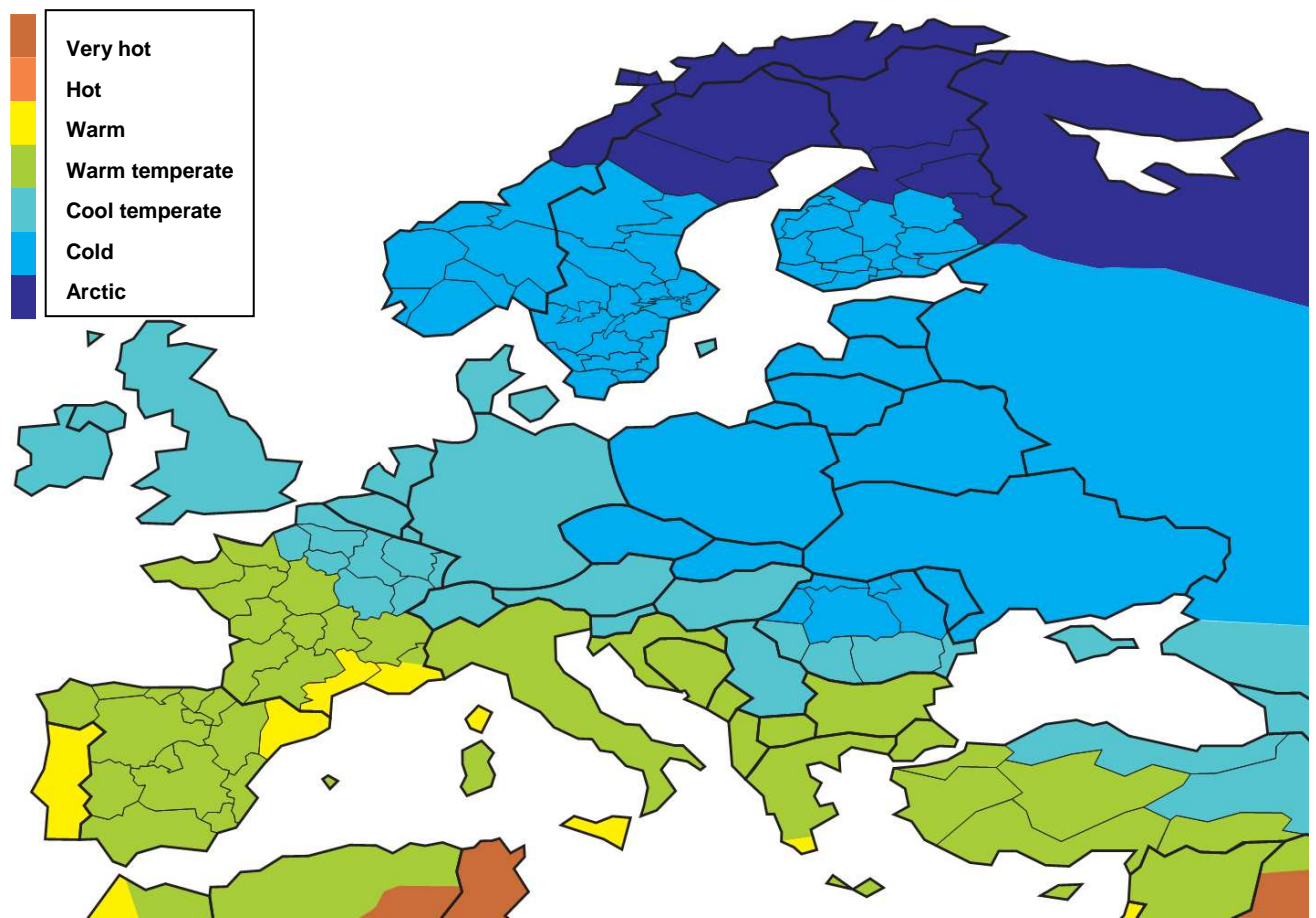 Very hot
Hot
Warm
Warm temperate
Cool temperate
Cold
Arctic